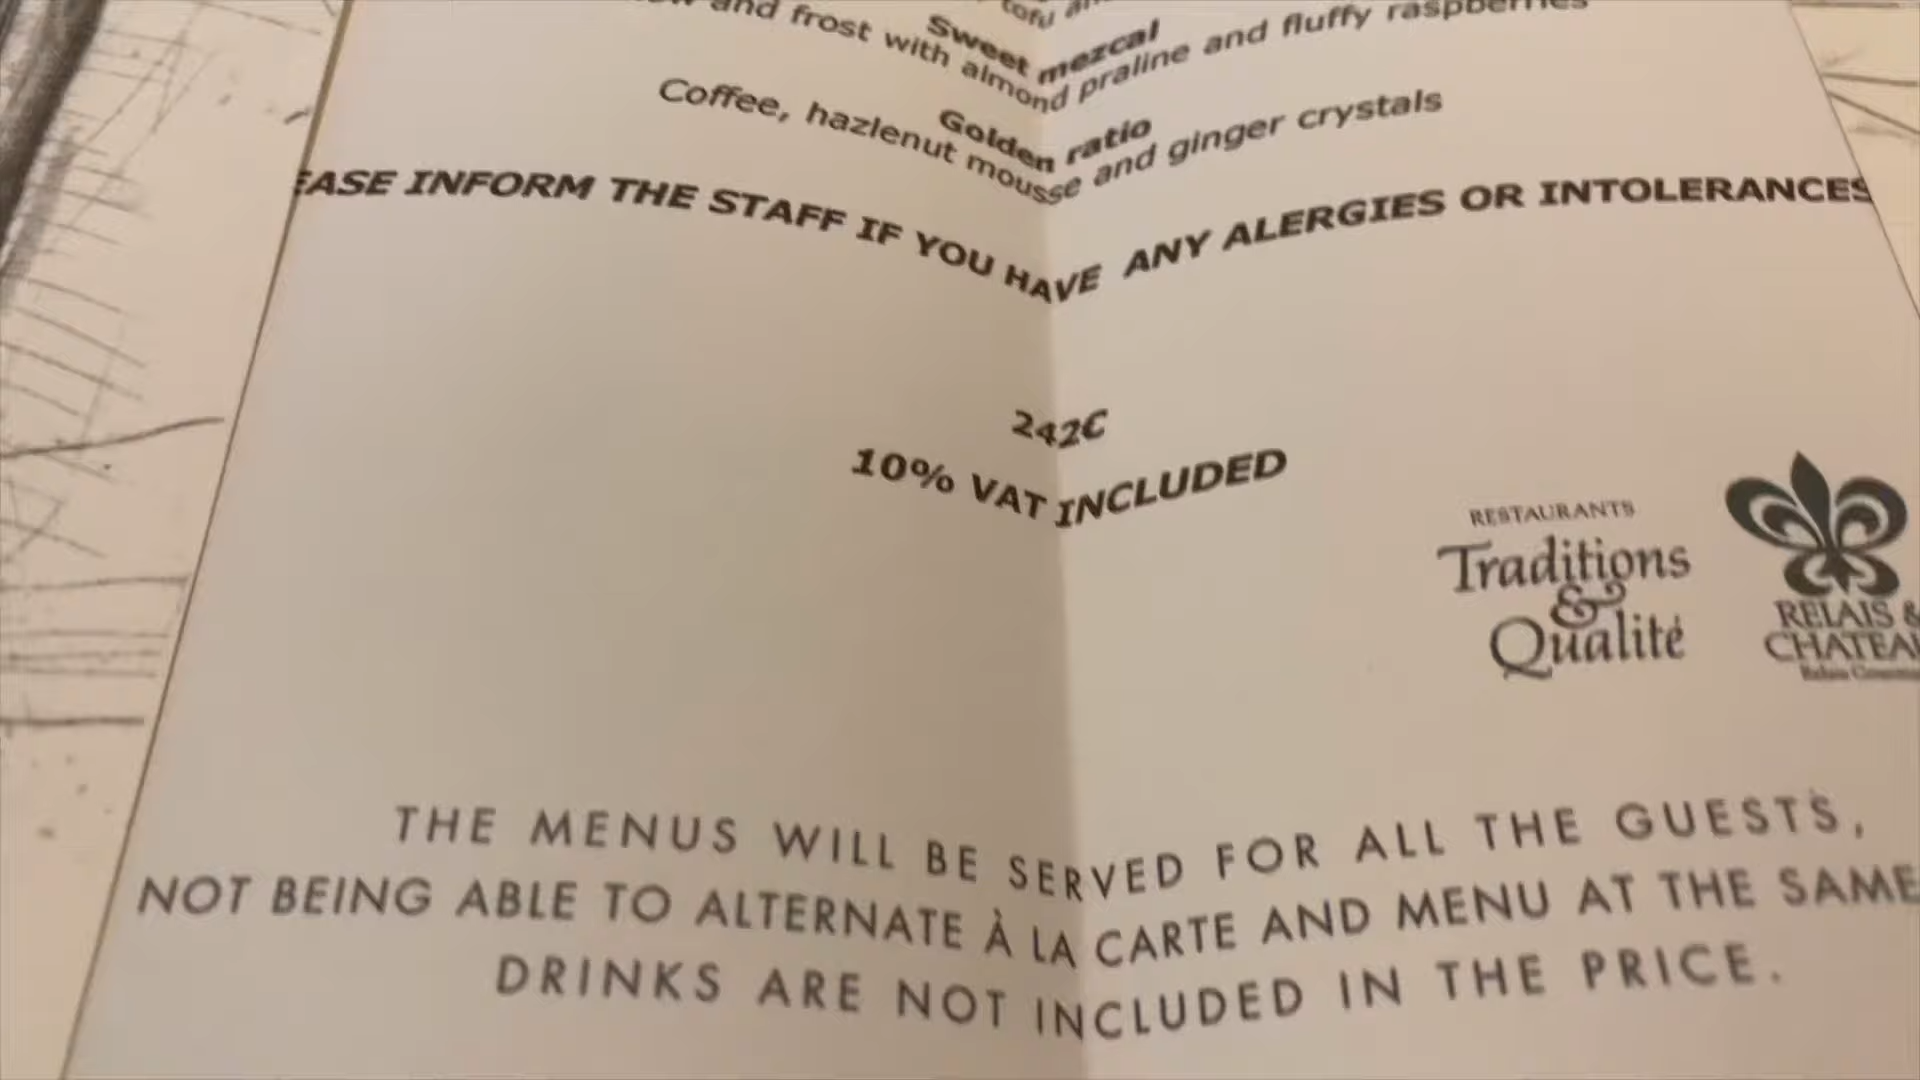 tofu
Sweet mezcal
and frost with almond praline and fluffy raspberries
Golden ratio
Coffee, hazlenut mousse and ginger crystals
EASE INFORM THE STAFF IF YOU HAVE ANY ALERGIES OR INTOLERANCES
242€
10% VAT INCLUDED
RESTAURANTS
Traditions
&
Qualité
RELAIS &
CHATEAU
THE MENUS WILL BE SERVED FOR ALL THE GUESTS,
NOT BEING ABLE TO ALTERNATE À LA CARTE AND MENU AT THE SAME
DRINKS ARE NOT INCLUDED IN THE PRICE.